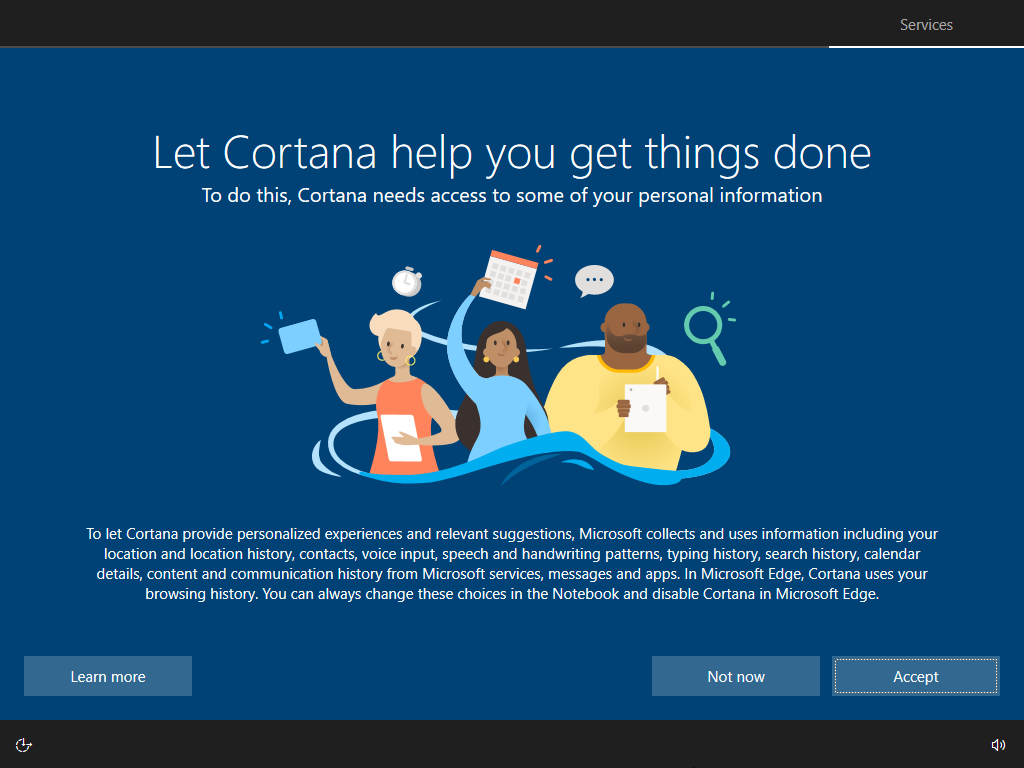 Services
Let Cortana help you get things done
To do this, Cortana needs access to some of your personal information
To let Cortana provide personalized experiences and relevant suggestions, Microsoft collects and uses information including your
location and location history, contacts, voice input, speech and handwriting patterns, typing history, search history, calendar
details, content and communication history from Microsoft services, messages and apps. In Microsoft Edge, Cortana uses your
browsing history. You can always change these choices in the Notebook and disable Cortana in Microsoft Edge.
Learn more
Not now
Accept